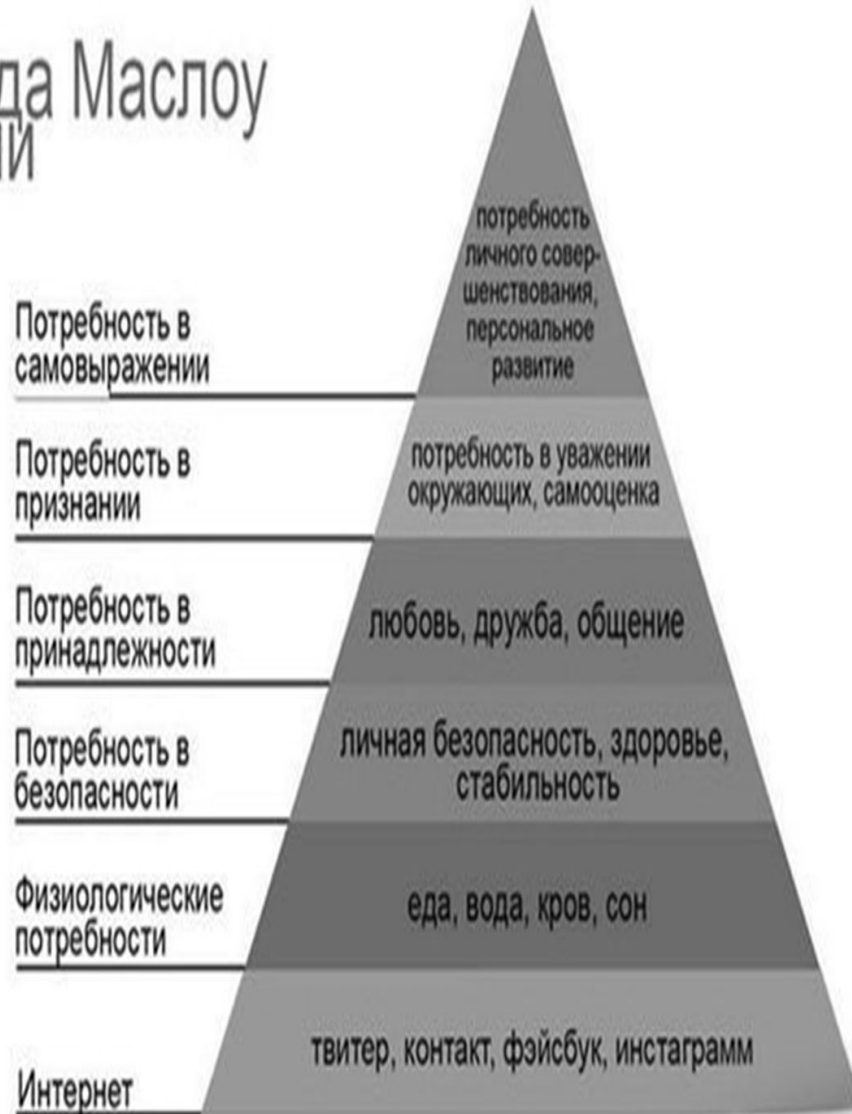 да Маслоу
ии
потребность
личного совер-
шенствования,
персональное
развитие
Потребность в
самовыражении
Потребность в
признании
потребность в уважении
окружающих, самооценка
Потребность в
принадлежности
любовь, дружба, общение
Потребность в
безопасности
личная безопасность, здоровье,
стабильность
Физиологические
потребности
еда, вода, кров, сон
Интернет
твитер, контакт, фэйсбук, инстаграмм